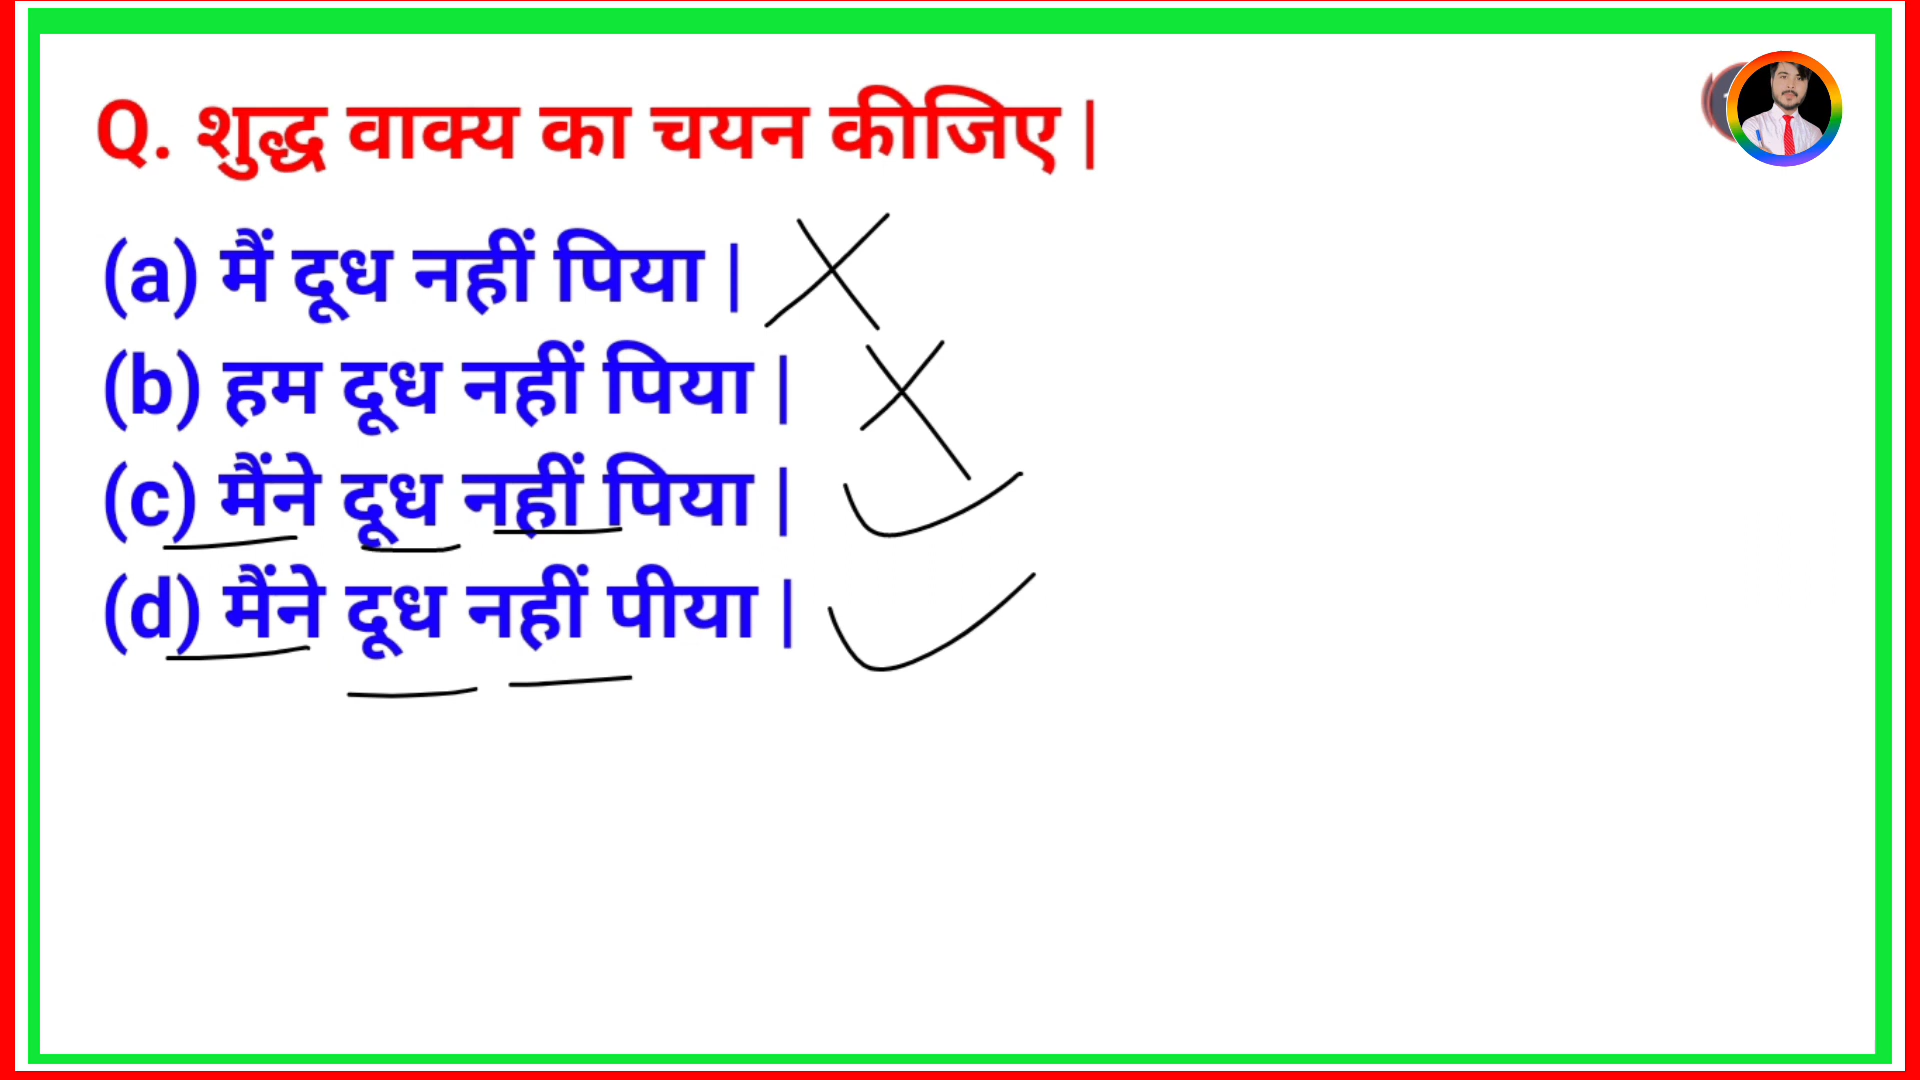 Q. शुद्ध वाक्य का चयन कीजिए |
(a) मैं दूध नहीं पिया |
(b) हम दूध नहीं पिया |
(c) मैंने दूध नहीं पिया |
(d) मैंने दूध नहीं पीया |